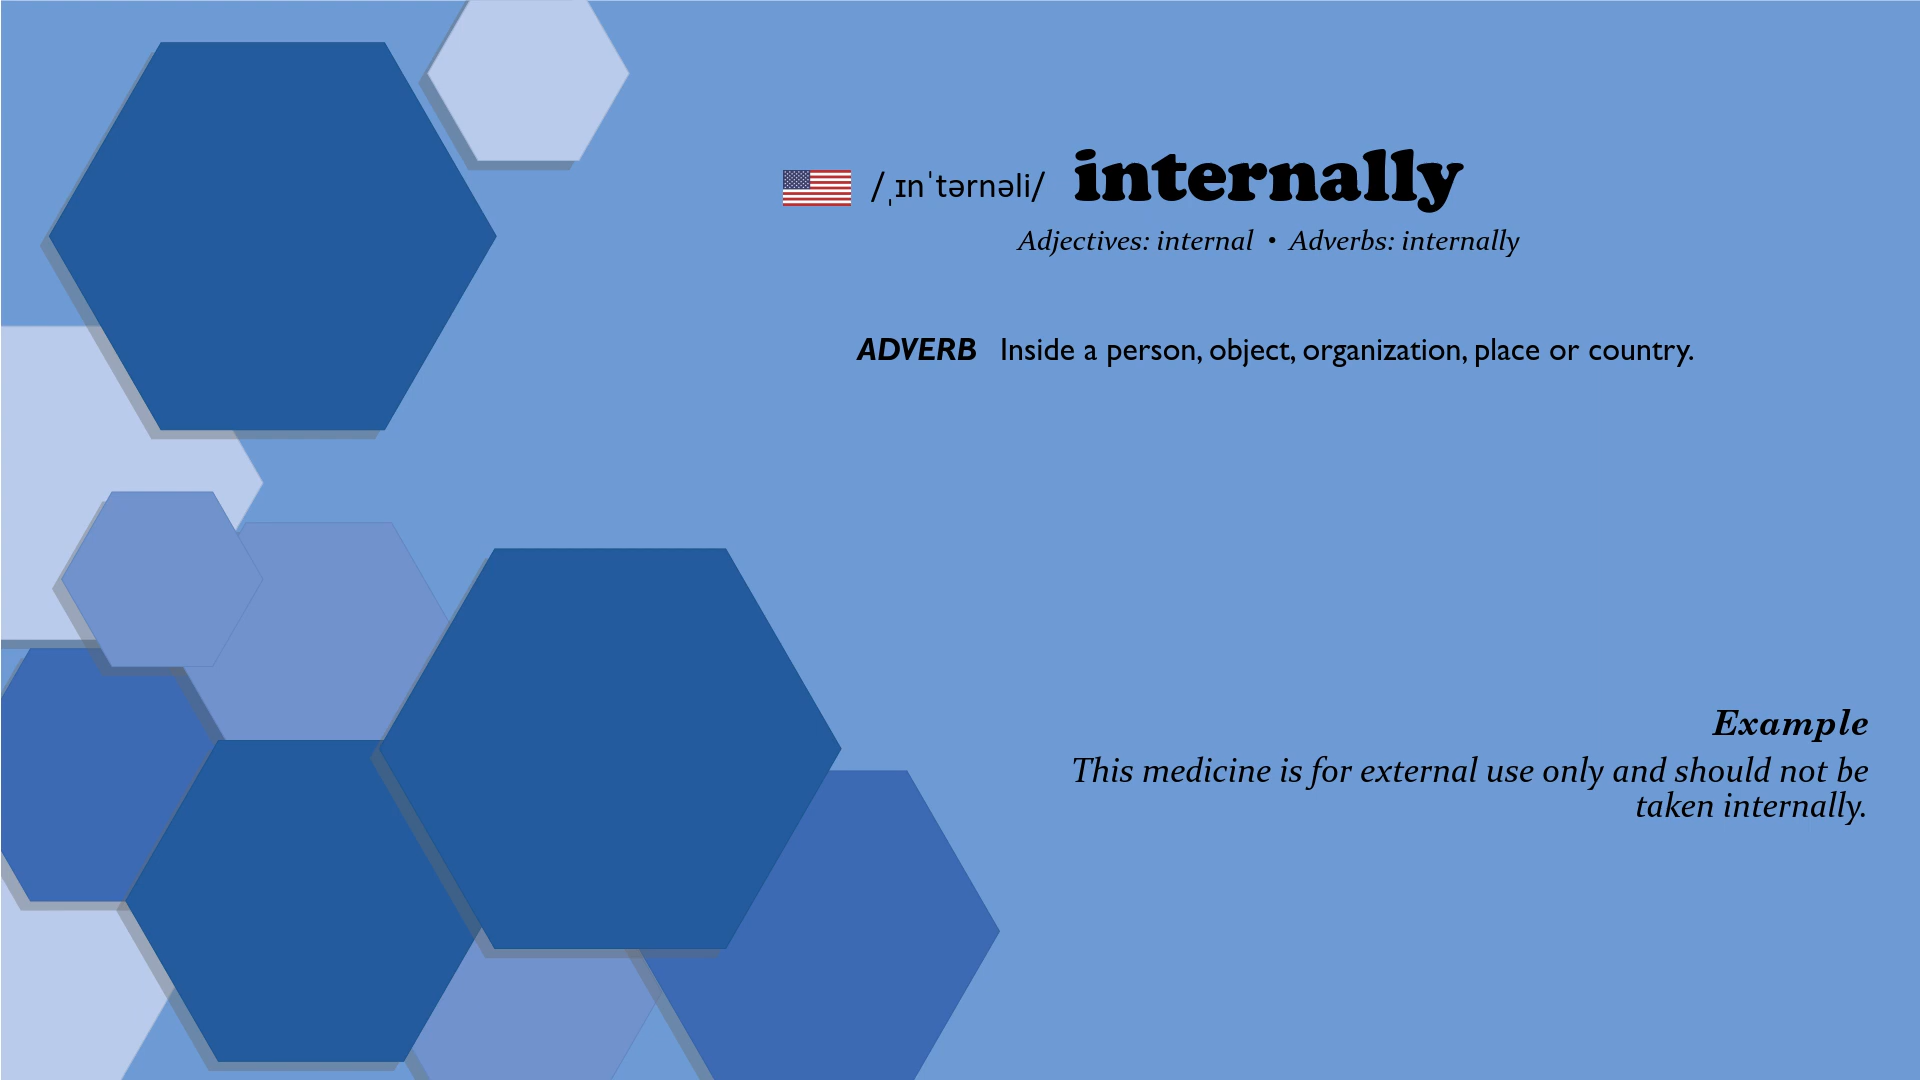 /ˌɪnˈtərnəli/ internally
Adjectives: internal • Adverbs: internally
ADVERB Inside a person, object, organization, place or country.
Example
This medicine is for external use only and should not be
taken internally.